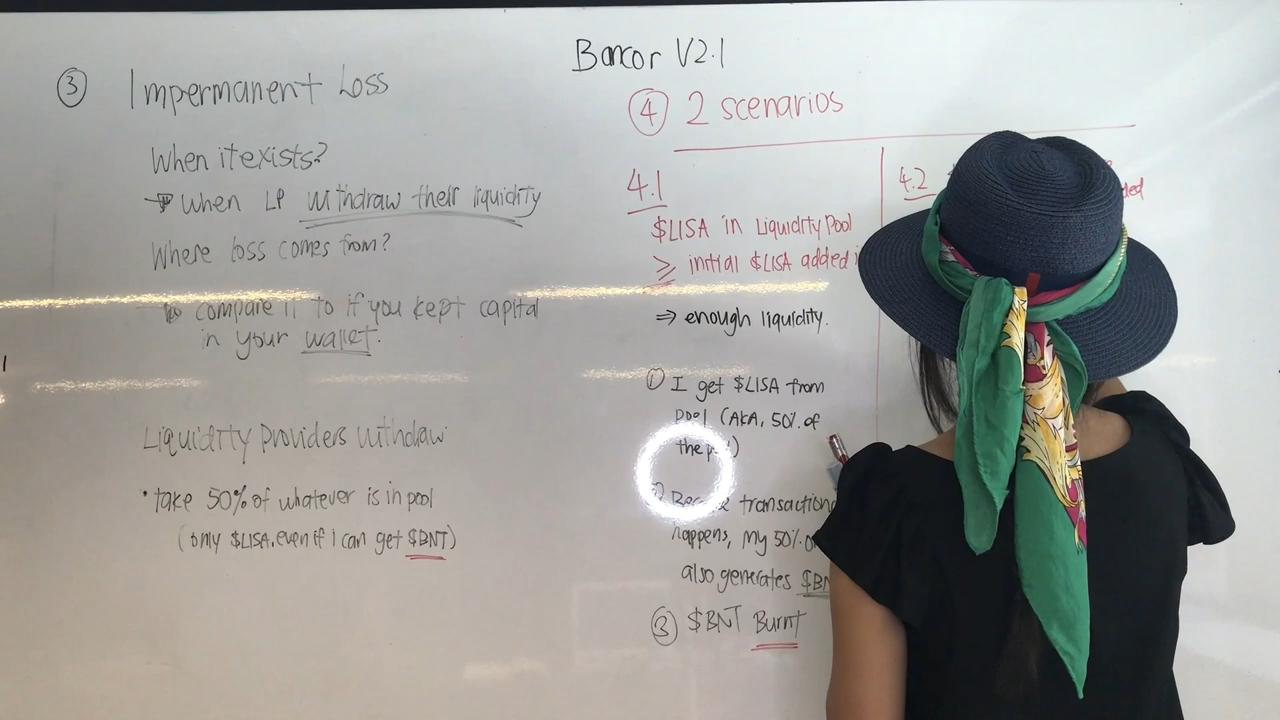 Bancor V2.1
③ Impermanent Loss
When it exists?
When LP withdraw their liquidity
Where loss comes from?
compare it to if you kept capital
in your wallet.
Liquidity Providers withdraw
• take 50% of whatever is in pool
(only $LISA, even if I can get $BNT)
④ 2 scenarios
4.1
$LISA in Liquidity Pool
≥ initial $LISA added
⇒ enough liquidity.
① I get $LISA from
pool (AKA, 50% of
the
transaction
happens, My 50%
also generates
③ $BNT Burnt
4.2